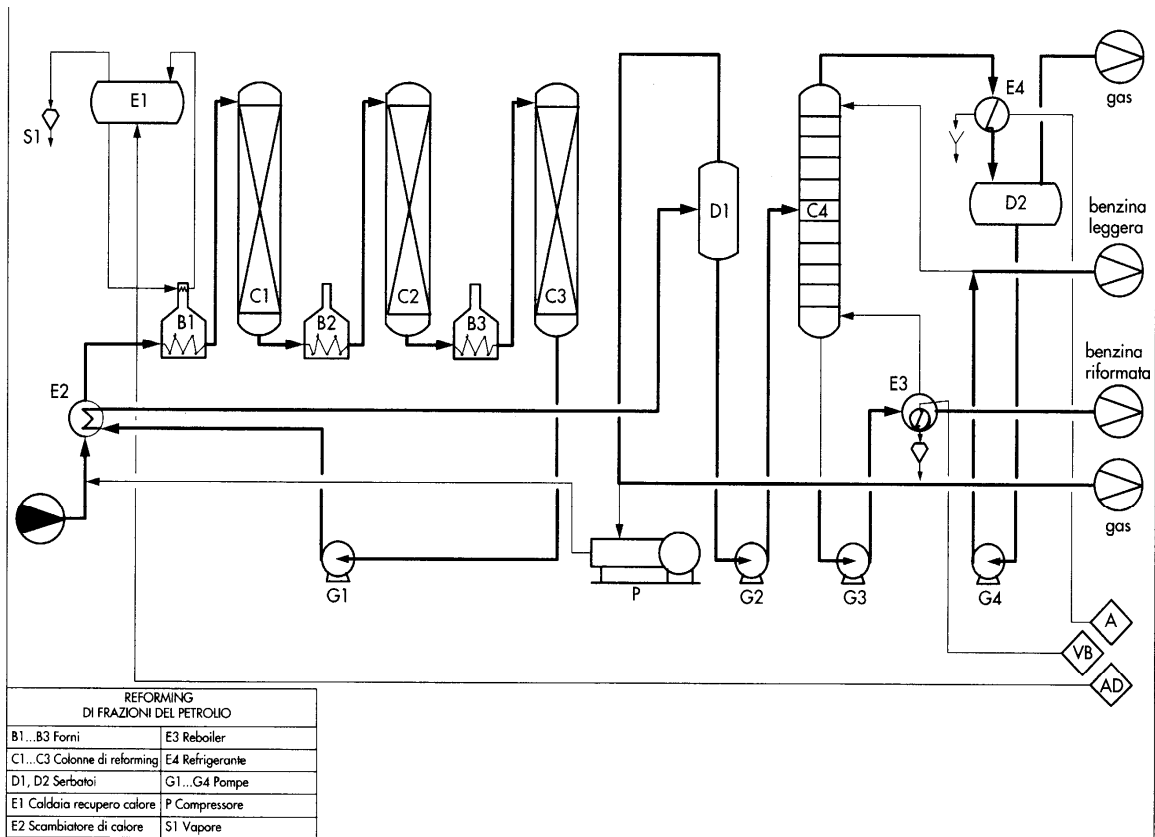 E1
S1
E4
gas
D1
C4
D2
benzina
leggera
C1
C2
C3
B1
B2
B3
benzina
riformata
E2
E3
gas
G1
P
G2
G3
G4
A
VB
AD
REFORMING
DI FRAZIONI DEL PETROLIO
B1...B3 Forni
E3 Reboiler
C1...C3 Colonne di reforming
E4 Refrigerante
D1, D2 Serbatoi
G1...G4 Pompe
E1 Caldaia recupero calore
P Compressore
E2 Scambiatore di calore
S1 Vapore